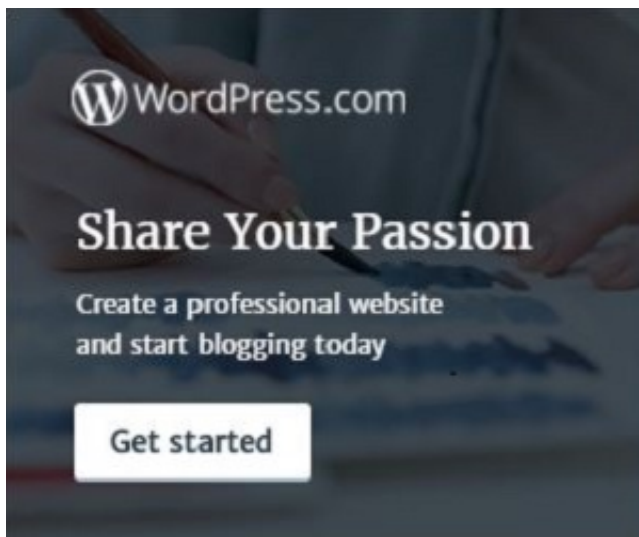 WordPress.com
Share Your Passion
Create a professional website
and start blogging today
Get started